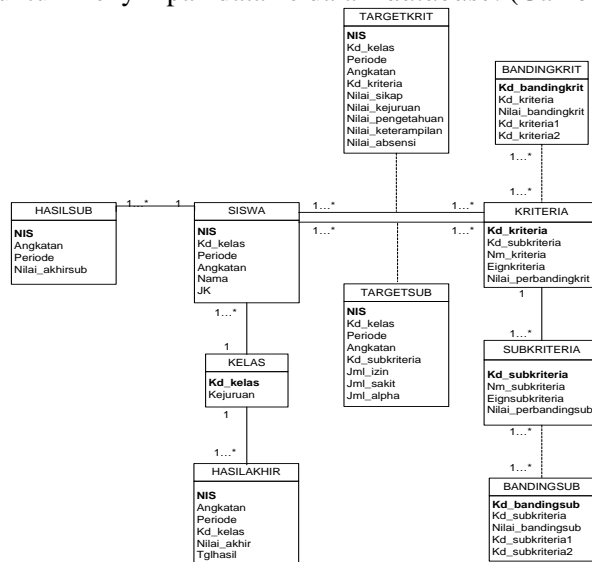 TARGETKRIT
NIS
Kd_kelas
Periode
Angkatan
Kd_kriteria
Nilai_sikap
Nilai_kejuruan
Nilai_pengetahuan
Nilai_keterampilan
Nilai_absensi
BANDINGKRIT
Kd_bandingkrit
Kd_kriteria
Nilai_bandingkrit
Kd_kriteria1
Kd_kriteria2
1...*
1...*
HASILSUB
NIS
Angkatan
Periode
Nilai_akhirsub
1...*
1
SISWA
NIS
Kd_kelas
Periode
Angkatan
Nama
JK
1...*
1...*
1...*
1...*
KRITERIA
Kd_kriteria
Kd_subkriteria
Nm_kriteria
Eignkriteria
Nilai_perbandingkrit
TARGETSUB
NIS
Kd_kelas
Periode
Angkatan
Kd_subkriteria
Jml_izin
Jml_sakit
Jml_alpha
1...*
1
KELAS
Kd_kelas
Kejuruan
1
1...*
1
1...*
SUBKRITERIA
Kd_subkriteria
Nm_subkriteria
Eignsubkriteria
Nilai_perbandingsub
1...*
1...*
HASILAKHIR
NIS
Angkatan
Periode
Kd_kelas
Nilai_akhir
Tglhasil
BANDINGSUB
Kd_bandingsub
Kd_subkriteria
Nilai_bandingsub
Kd_subkriteria1
Kd_subkriteria2